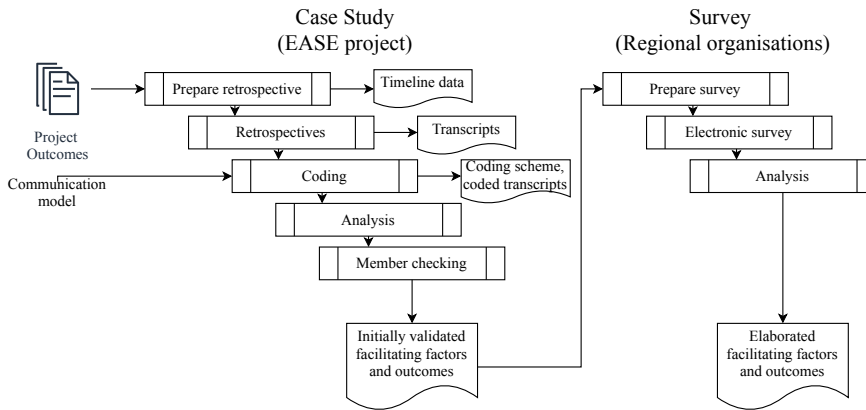 Case Study
(EASE project)
Survey
(Regional organisations)
Project
Outcomes
Prepare retrospective
Timeline data
Retrospectives
Transcripts
Communication
model
Coding
Coding scheme,
coded transcripts
Analysis
Member checking
Initially validated
facilitating factors
and outcomes
Prepare survey
Electronic survey
Analysis
Elaborated
facilitating factors
and outcomes